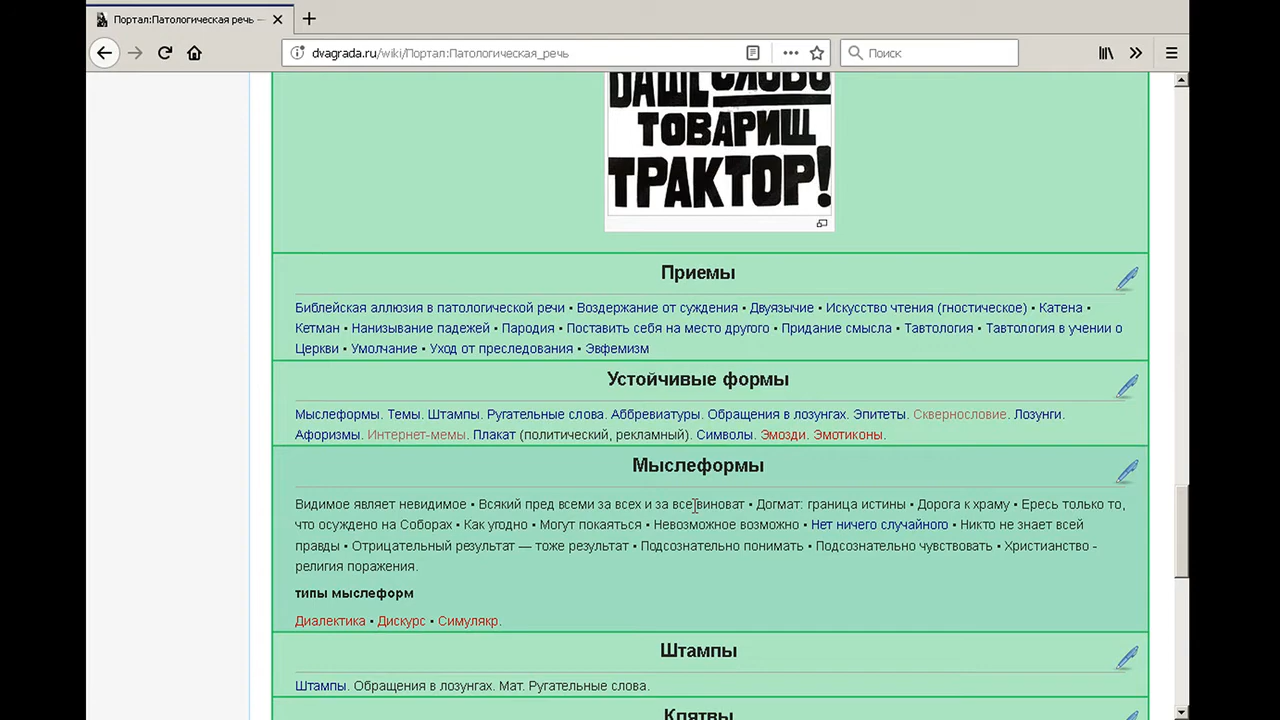 Портал:Патологическая речь —
dvagrada.ru/wiki/Портал:Патологическая_речь
Поиск
ВАШЕ СЛОВО
ТОВАРИЩ
ТРАКТОР!
Приемы
Библейская аллюзия в патологической речи • Воздержание от суждения • Двуязычие • Искусство чтения (гностическое) • Катена •
Кетман • Нанизывание падежей • Пародия • Поставить себя на место другого • Придание смысла • Тавтология • Тавтология в учении о
Церкви • Умолчание • Уход от преследования • Эвфемизм
Устойчивые формы
Мыслеформы. Темы. Штампы. Ругательные слова. Аббревиатуры. Обращения в лозунгах. Эпитеты. Сквернословие. Лозунги.
Афоризмы. Интернет-мемы. Плакат (политический, рекламный). Символы. Эмозди. Эмотиконы.
Мыслеформы
Видимое являет невидимое • Всякий пред всеми за всех и за все виноват • Догмат: граница истины • Дорога к храму • Ересь только то,
что осуждено на Соборах • Как угодно • Могут покаяться • Невозможное возможно • Нет ничего случайного • Никто не знает всей
правды • Отрицательный результат — тоже результат • Подсознательно понимать • Подсознательно чувствовать • Христианство -
религия поражения.
типы мыслеформ
Диалектика • Дискурс • Симулякр.
Штампы
Штампы. Обращения в лозунгах. Мат. Ругательные слова.
Клятвы